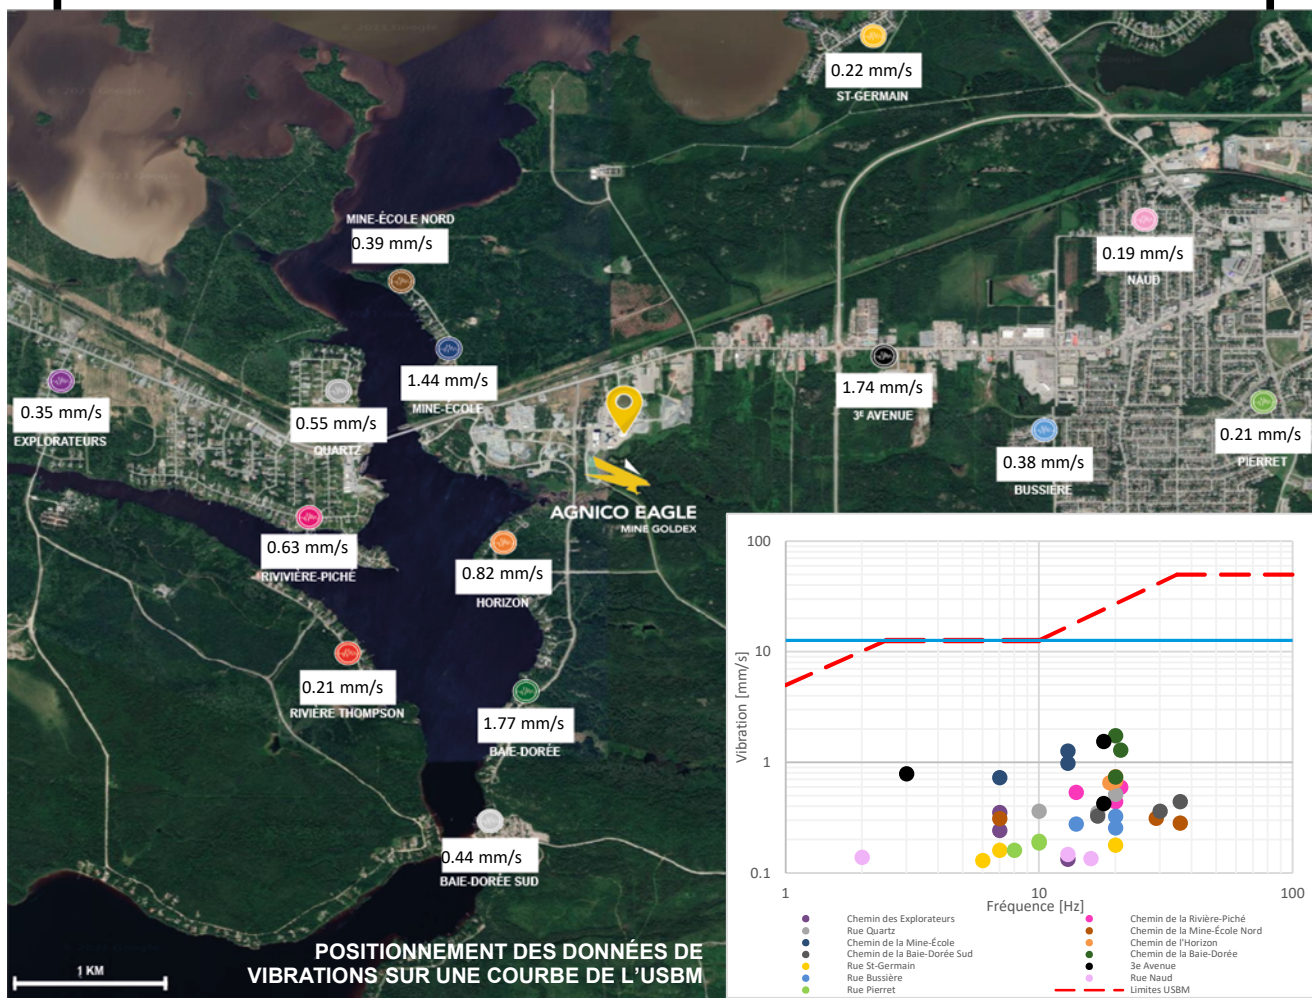 0.22 mm/s
ST-GERMAIN
MINE-ÉCOLE NORD
0.39 mm/s
0.19 mm/s
NAUD
1.44 mm/s
MINE-ÉCOLE
1.74 mm/s
3E AVENUE
0.35 mm/s
EXPLORATEURS
0.55 mm/s
QUARTZ
0.21 mm/s
PIERRET
0.38 mm/s
BUSSIÈRE
AGNICO EAGLE
MINE GOLDEX
0.63 mm/s
RIVIVIÈRE-PICHÉ
0.82 mm/s
HORIZON
0.21 mm/s
RIVIÈRE THOMPSON
1.77 mm/s
BAIE-DORÉE
0.44 mm/s
BAIE-DORÉE SUD
POSITIONNEMENT DES DONNÉES DE
VIBRATIONS SUR UNE COURBE DE L'USBM
1 KM
100
10
1
0.1
Vibration [mm/s]
1
10
100
Fréquence [Hz]
Chemin des Explorateurs
Chemin de la Rivière-Piché
Rue Quartz
Chemin de la Mine-École Nord
Chemin de la Mine-École
Chemin de l'Horizon
Chemin de la Baie-Dorée Sud
Chemin de la Baie-Dorée
Rue St-Germain
3e Avenue
Rue Bussière
Rue Naud
Rue Pierret
Limites USBM